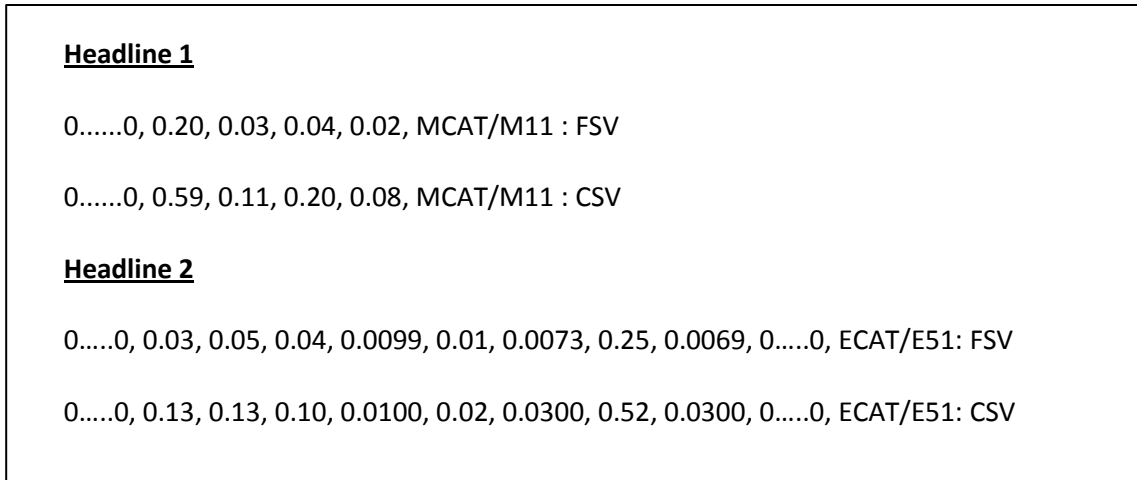 Headline 1
0......0, 0.20, 0.03, 0.04, 0.02, MCAT/M11 : FSV
0......0, 0.59, 0.11, 0.20, 0.08, MCAT/M11 : CSV
Headline 2
0.....0, 0.03, 0.05, 0.04, 0.0099, 0.01, 0.0073, 0.25, 0.0069, 0.....0, ECAT/E51: FSV
0.....0, 0.13, 0.13, 0.10, 0.0100, 0.02, 0.0300, 0.52, 0.0300, 0.....0, ECAT/E51: CSV